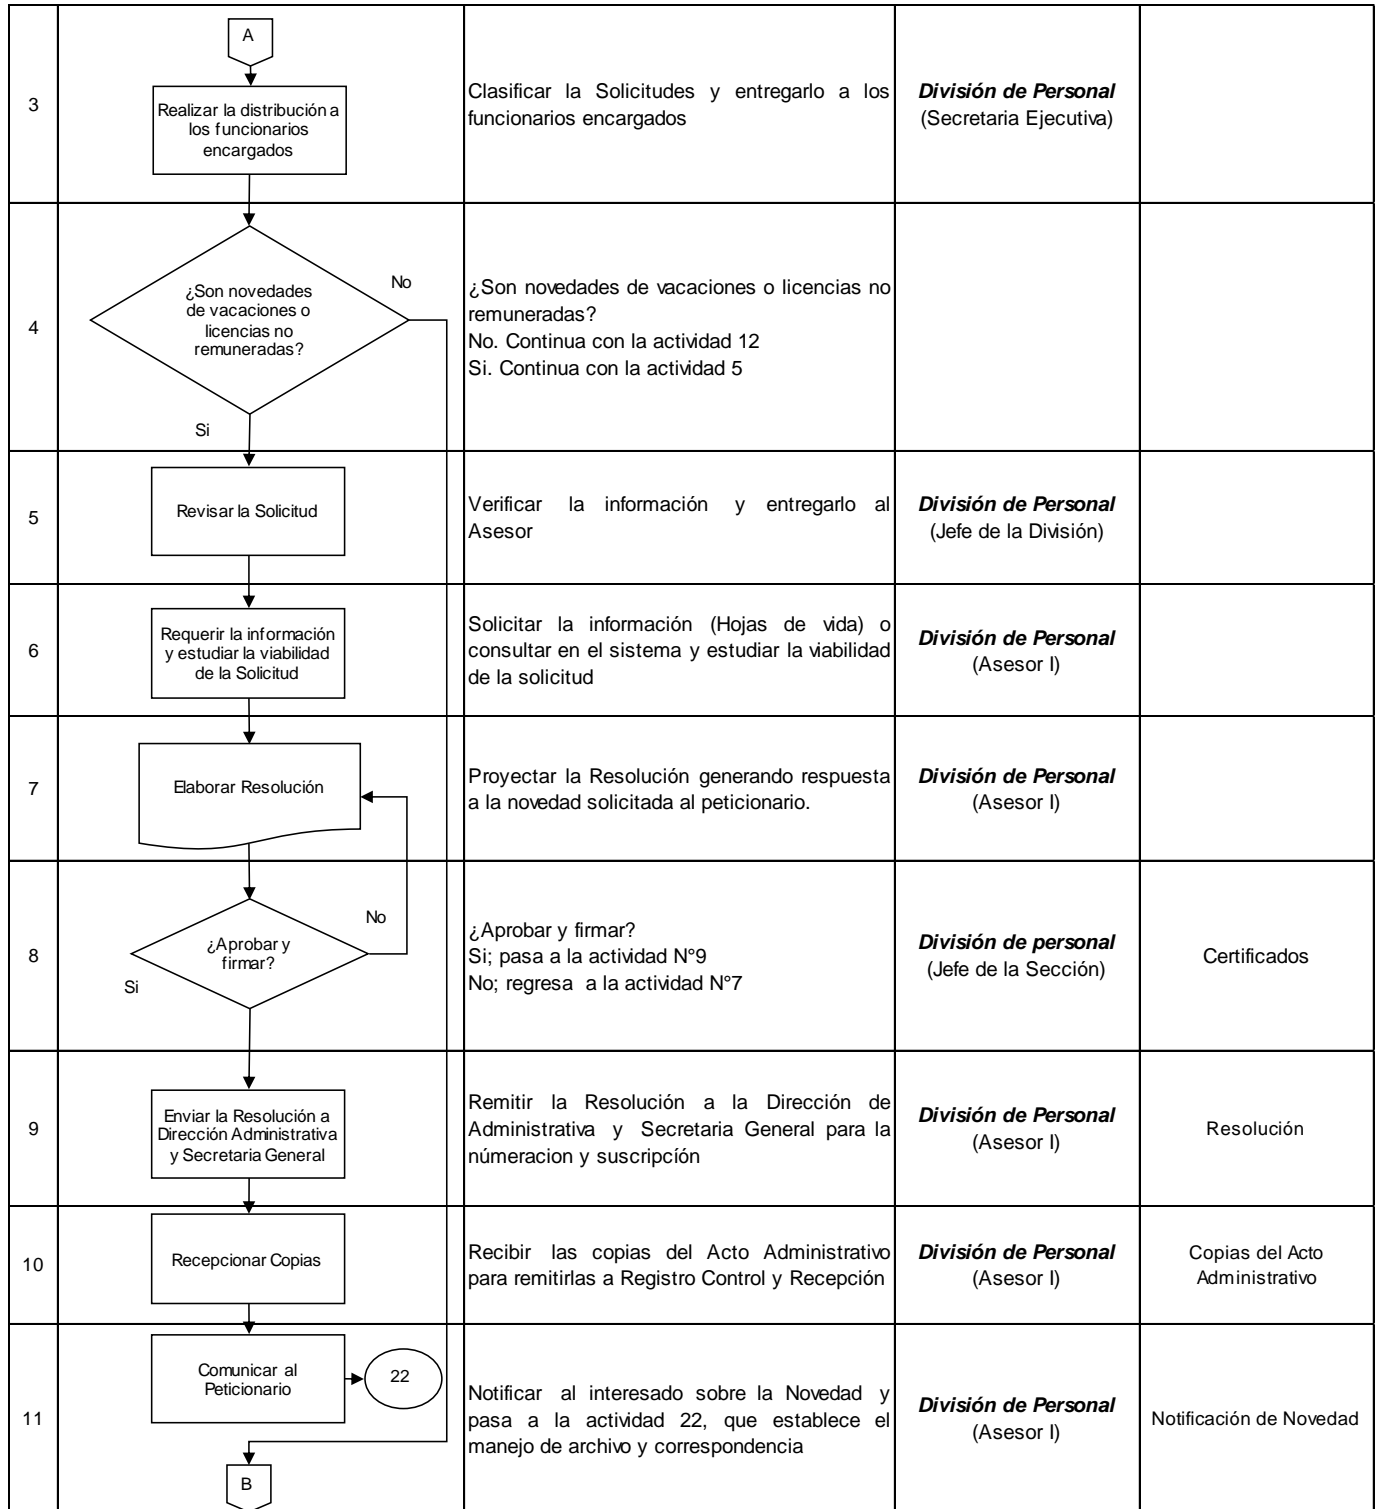 A
3
Realizar la distribución a
los funcionarios
encargados
Clasificar la Solicitudes y entregarlo a los
funcionarios encargados
División de Personal
(Secretaria Ejecutiva)
4
¿Son novedades
de vacaciones o
licencias no
remuneradas?
No
Si
¿Son novedades de vacaciones o licencias no
remuneradas?
No. Continua con la actividad 12
Si. Continua con la actividad 5
5
Revisar la Solicitud
Verificar la información y entregarlo al
Asesor
División de Personal
(Jefe de la División)
6
Requerir la información
y estudiar la viabilidad
de la Solicitud
Solicitar la información (Hojas de vida) o
consultar en el sistema y estudiar la viabilidad
de la solicitud
División de Personal
(Asesor I)
7
Elaborar Resolución
Proyectar la Resolución generando respuesta
a la novedad solicitada al peticionario.
División de Personal
(Asesor I)
8
¿Aprobar y
firmar?
No
Si
¿Aprobar y firmar?
Si; pasa a la actividad N°9
No; regresa a la actividad N°7
División de personal
(Jefe de la Sección)
Certificados
9
Enviar la Resolución a
Dirección Administrativa
y Secretaria General
Remitir la Resolución a la Dirección de
Administrativa y Secretaria General para la
númeracion y suscripcíón
División de Personal
(Asesor I)
Resolución
10
Recepcionar Copias
Recibir las copias del Acto Administrativo
para remitirlas a Registro Control y Recepción
División de Personal
(Asesor I)
Copias del Acto
Administrativo
11
Comunicar al
Peticionario
22
Notificar al interesado sobre la Novedad y
pasa a la actividad 22, que establece el
manejo de archivo y correspondencia
División de Personal
(Asesor I)
Notificación de Novedad
B